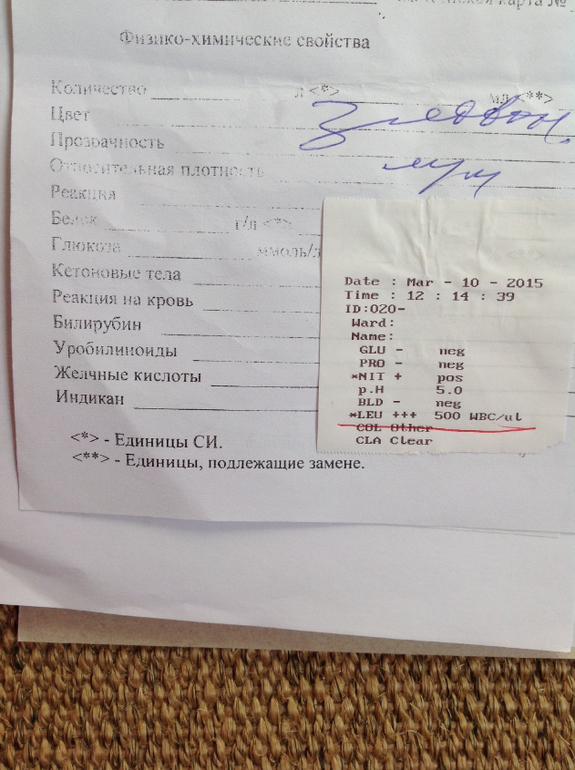 карта №
Физико-химические свойства
Количество л <*> мл <**>
Цвет
Прозрачность
Относительная плотность
Реакция
Белок г/л <*>
Глюкоза ммоль/л
Кетоновые тела
Реакция на кровь
Билирубин
Уробилиноиды
Желчные кислоты
Индикан
<*> - Единицы СИ.
<**> - Единицы, подлежащие замене.
Date : Mar - 10 - 2015
Time : 12 : 14 : 39
ID:020-
Ward:
Name:
GLU - neg
PRO - neg
*NIT + pos
p.H 5.0
BLD - neg
*LEU +++ 500 WBC/ul
COL Other
CLA Clear